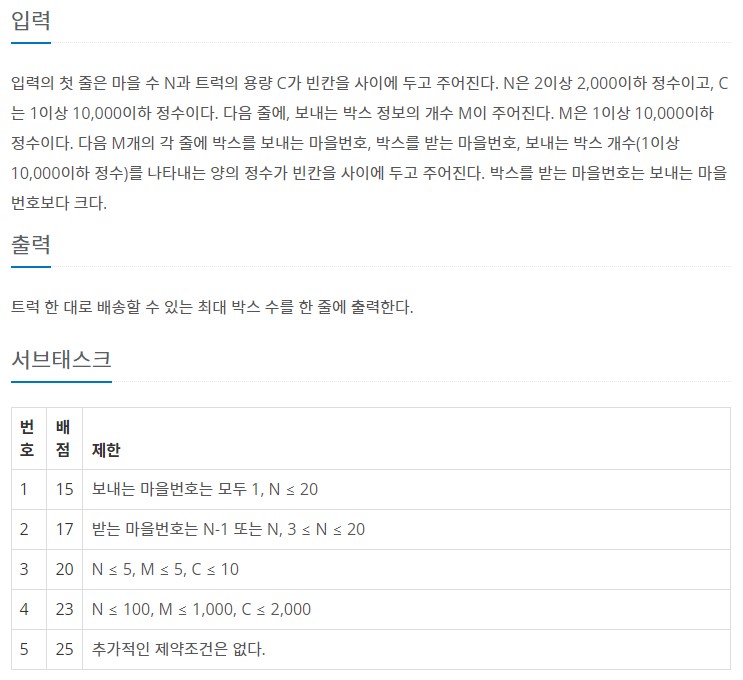 입력
입력의 첫 줄은 마을 수 N과 트럭의 용량 C가 빈칸을 사이에 두고 주어진다. N은 2이상 2,000이하 정수이고, C
는 1이상 10,000이하 정수이다. 다음 줄에, 보내는 박스 정보의 개수 M이 주어진다. M은 1이상 10,000이하
정수이다. 다음 M개의 각 줄에 박스를 보내는 마을번호, 박스를 받는 마을번호, 보내는 박스 개수(1이상
10,000이하 정수)를 나타내는 양의 정수가 빈칸을 사이에 두고 주어진다. 박스를 받는 마을번호는 보내는 마을
번호보다 크다.
출력
트럭 한 대로 배송할 수 있는 최대 박스 수를 한 줄에 출력한다.
서브태스크
번호 배점 제한
1 15 보내는 마을번호는 모두 1, N ≤ 20
2 17 받는 마을번호는 N-1 또는 N, 3 ≤ N ≤ 20
3 20 N ≤ 5, M ≤ 5, C ≤ 10
4 23 N ≤ 100, M ≤ 1,000, C ≤ 2,000
5 25 추가적인 제약조건은 없다.